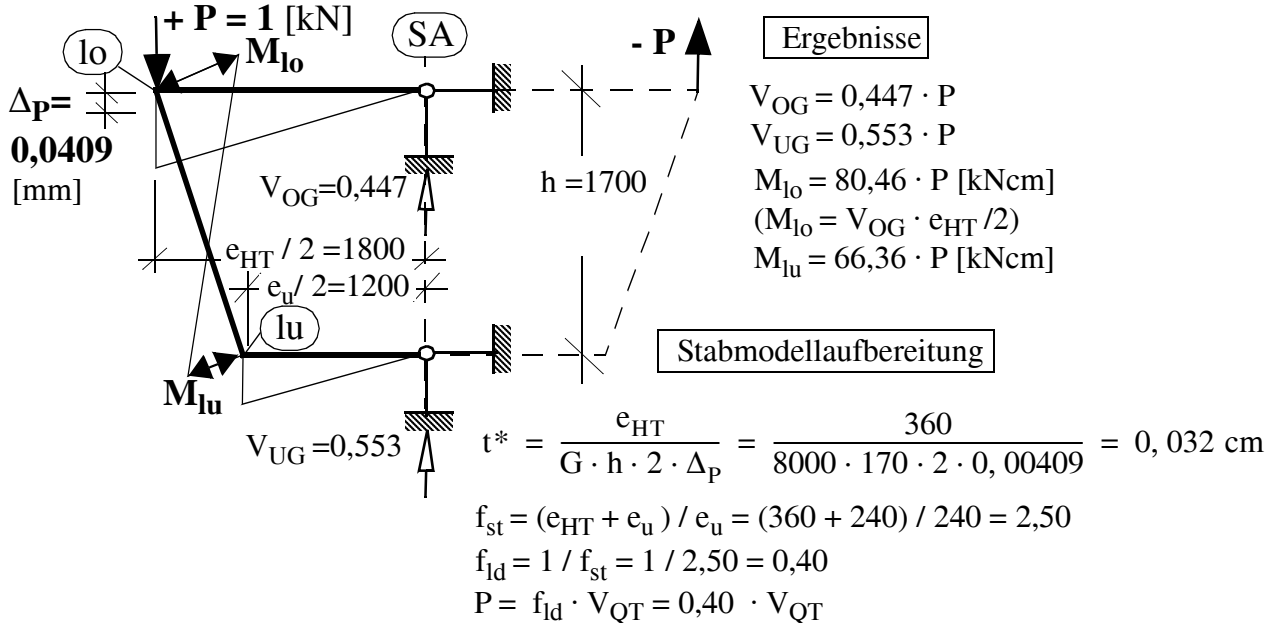 + P = 1 [kN]
lo
M_lo
SA
- P
Ergebnisse
Δ_P=
0,0409
[mm]
V_OG = 0,447 · P
V_UG = 0,553 · P
M_lo = 80,46 · P [kNcm]
(M_lo = V_OG · e_HT /2)
M_lu = 66,36 · P [kNcm]
V_OG=0,447
h =1700
e_HT / 2 =1800
e_u/ 2=1200
lu
M_lu
V_UG =0,553
Stabmodellaufbereitung
t* = e_HT / (G · h · 2 · Δ_P) = 360 / (8000 · 170 · 2 · 0, 00409) = 0, 032 cm
f_st = (e_HT + e_u ) / e_u = (360 + 240) / 240 = 2,50
f_ld = 1 / f_st = 1 / 2,50 = 0,40
P = f_ld · V_QT = 0,40 · V_QT